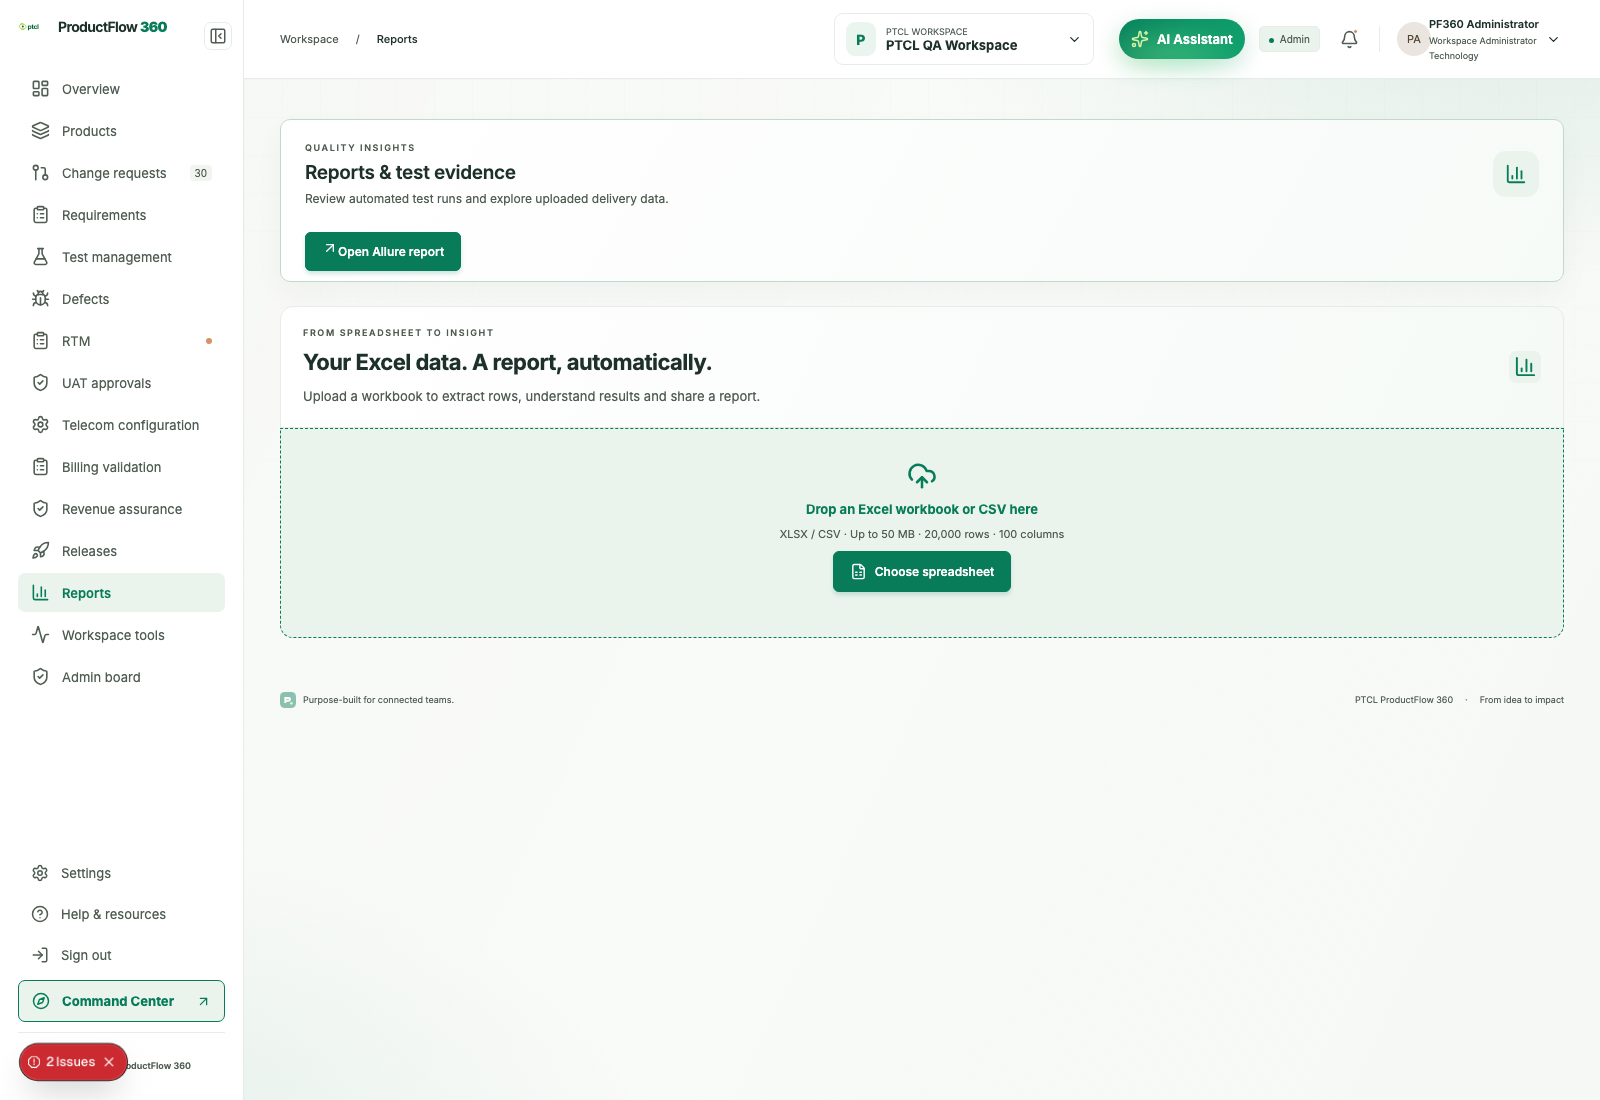 ptcl
ProductFlow 360
Overview
Products
Change requests 30
Requirements
Test management
Defects
RTM
UAT approvals
Telecom configuration
Billing validation
Revenue assurance
Releases
Reports
Workspace tools
Admin board
Settings
Help & resources
Sign out
Command Center
2 Issues
oductFlow 360
Workspace / Reports
P
PTCL WORKSPACE
PTCL QA Workspace
AI Assistant
Admin
PA
PF360 Administrator
Workspace Administrator
Technology
QUALITY INSIGHTS
Reports & test evidence
Review automated test runs and explore uploaded delivery data.
Open Allure report
FROM SPREADSHEET TO INSIGHT
Your Excel data. A report, automatically.
Upload a workbook to extract rows, understand results and share a report.
Drop an Excel workbook or CSV here
XLSX / CSV · Up to 50 MB · 20,000 rows · 100 columns
Choose spreadsheet
P.
Purpose-built for connected teams.
PTCL ProductFlow 360 · From idea to impact